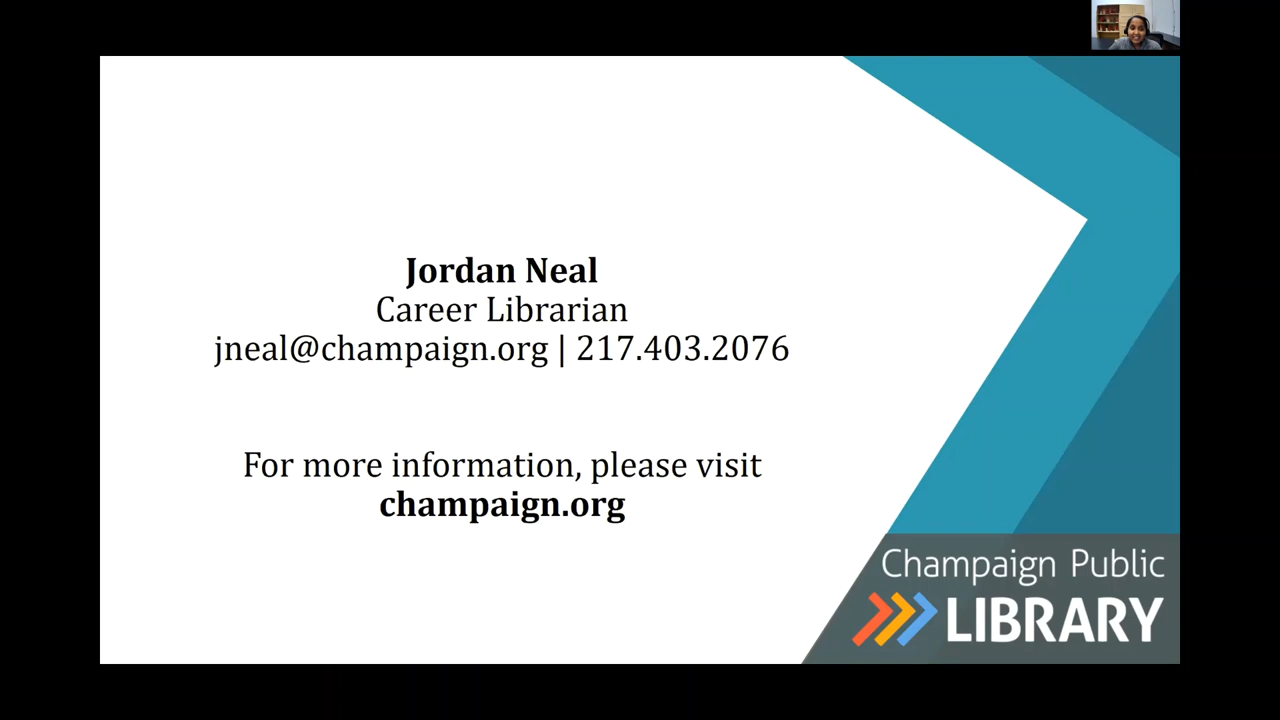 Jordan Neal
Career Librarian
jneal@champaign.org | 217.403.2076
For more information, please visit
champaign.org
Champaign Public
LIBRARY